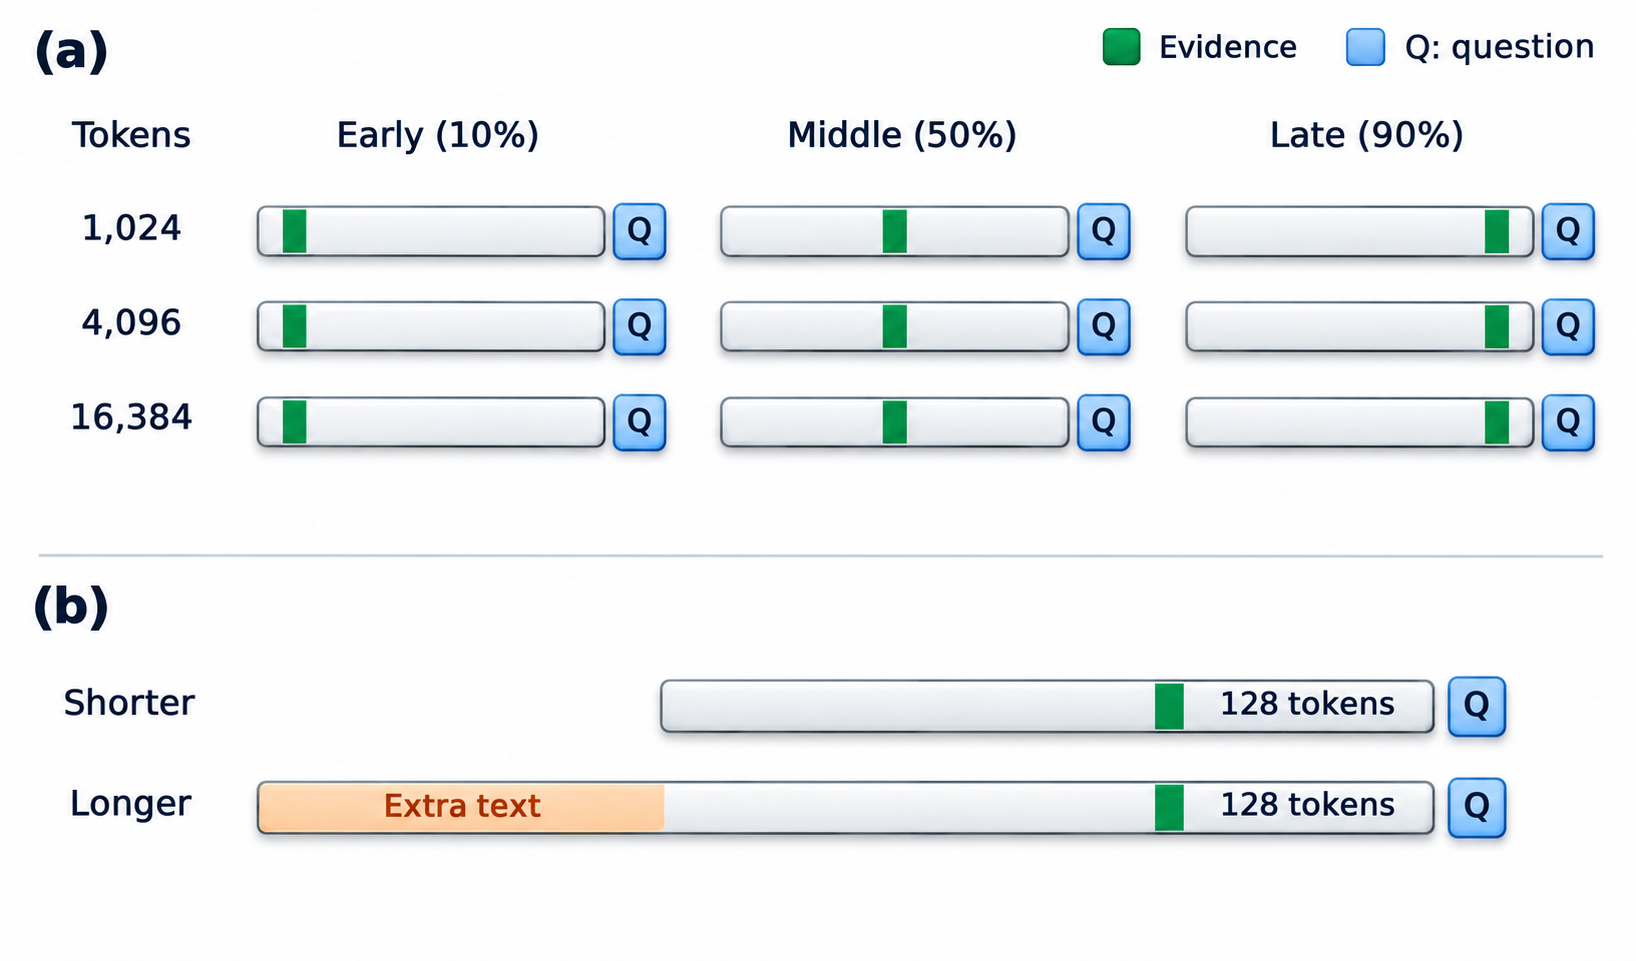 (a)
Evidence
Q: question
Tokens Early (10%) Middle (50%) Late (90%)
1,024 Q Q Q
4,096 Q Q Q
16,384 Q Q Q
(b)
Shorter 128 tokens Q
Longer Extra text 128 tokens Q